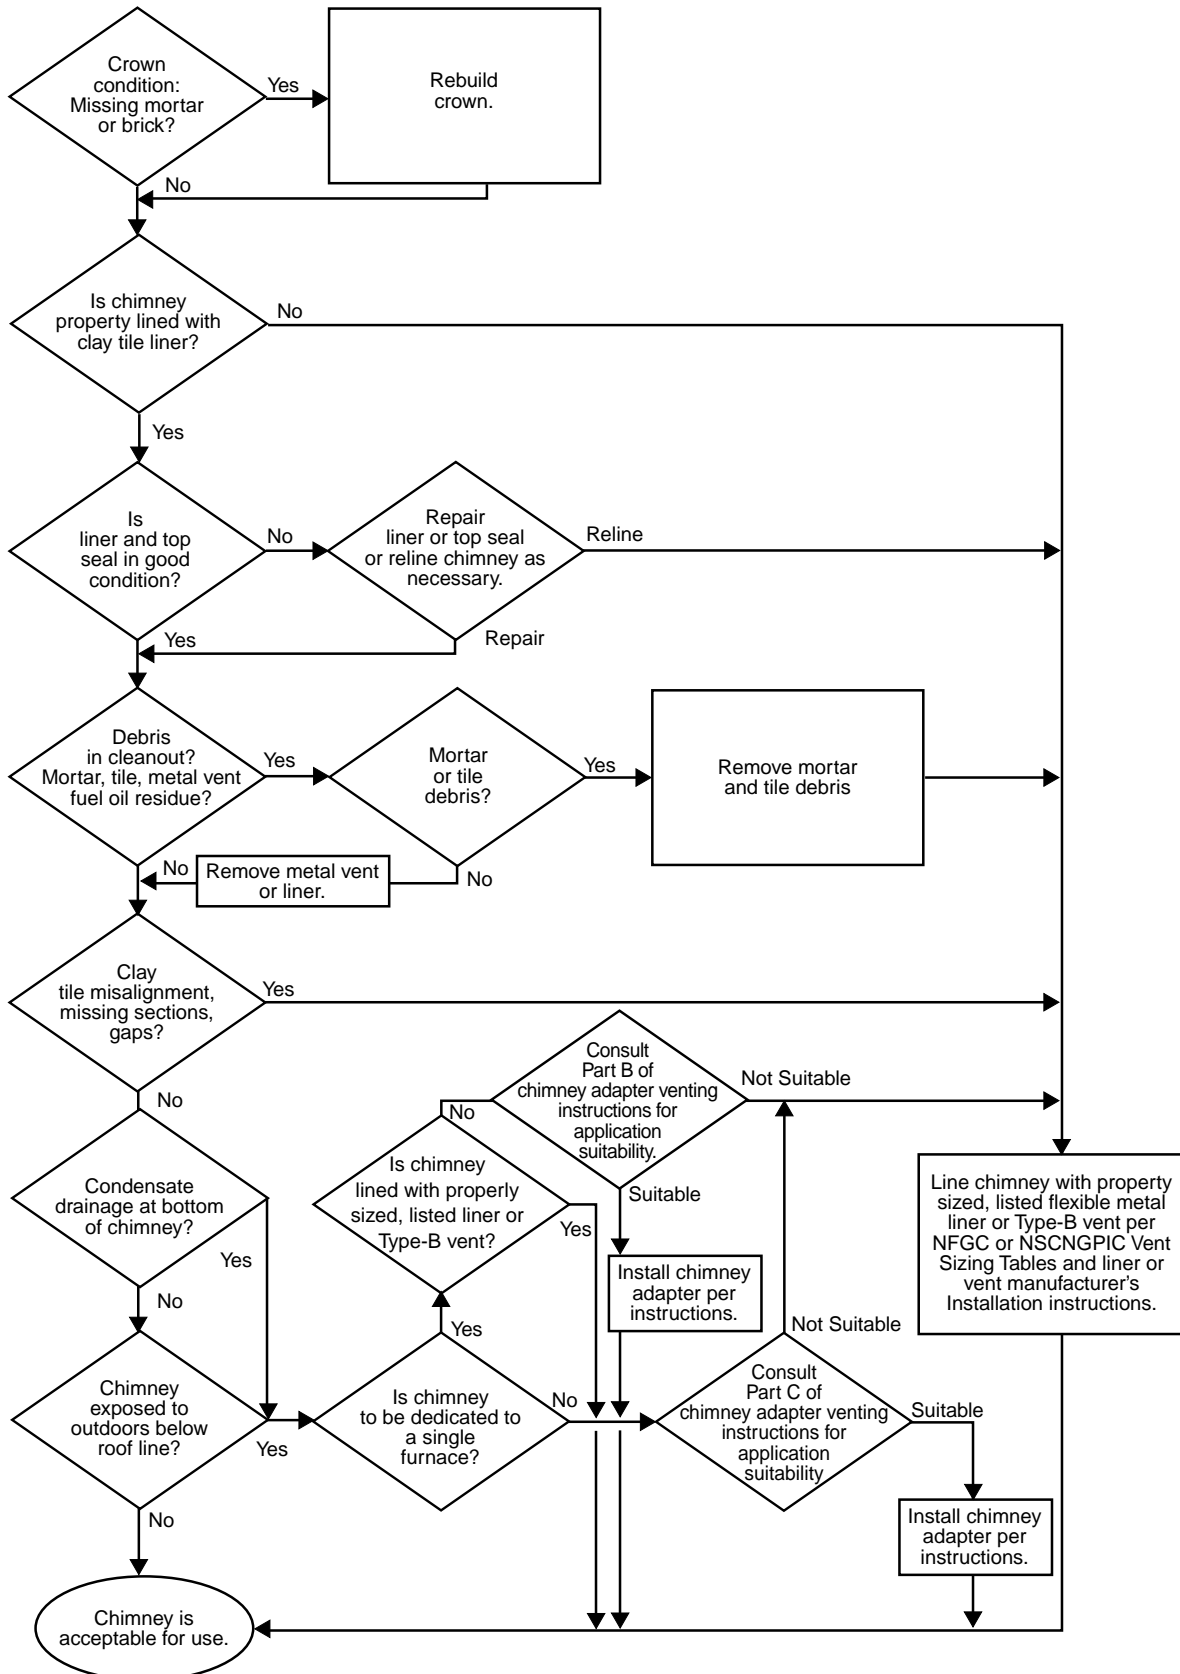 Crown
condition:
Missing mortar
or brick?
Yes
Rebuild
crown.
No
Is chimney
property lined with
clay tile liner?
No
Yes
Is
liner and top
seal in good
condition?
No
Repair
liner or top seal
or reline chimney as
necessary.
Reline
Yes
Repair
Debris
in cleanout?
Mortar, tile, metal vent
fuel oil residue?
Yes
Mortar
or tile
debris?
Yes
Remove mortar
and tile debris
No
Remove metal vent
or liner.
No
Clay
tile misalignment,
missing sections,
gaps?
Yes
No
Consult
Part B of
chimney adapter venting
instructions for
application
suitability.
Not Suitable
No
Suitable
Condensate
drainage at bottom
of chimney?
Yes
No
Is chimney
lined with properly
sized, listed liner or
Type-B vent?
Yes
Install chimney
adapter per
instructions.
Line chimney with property
sized, listed flexible metal
liner or Type-B vent per
NFGC or NSCNGPIC Vent
Sizing Tables and liner or
vent manufacturer's
Installation instructions.
Yes
Not Suitable
Chimney
exposed to
outdoors below
roof line?
Yes
Is chimney
to be dedicated to
a single
furnace?
No
Consult
Part C of
chimney adapter venting
instructions for
application
suitability
Suitable
No
Install chimney
adapter per
instructions.
Chimney is
acceptable for use.